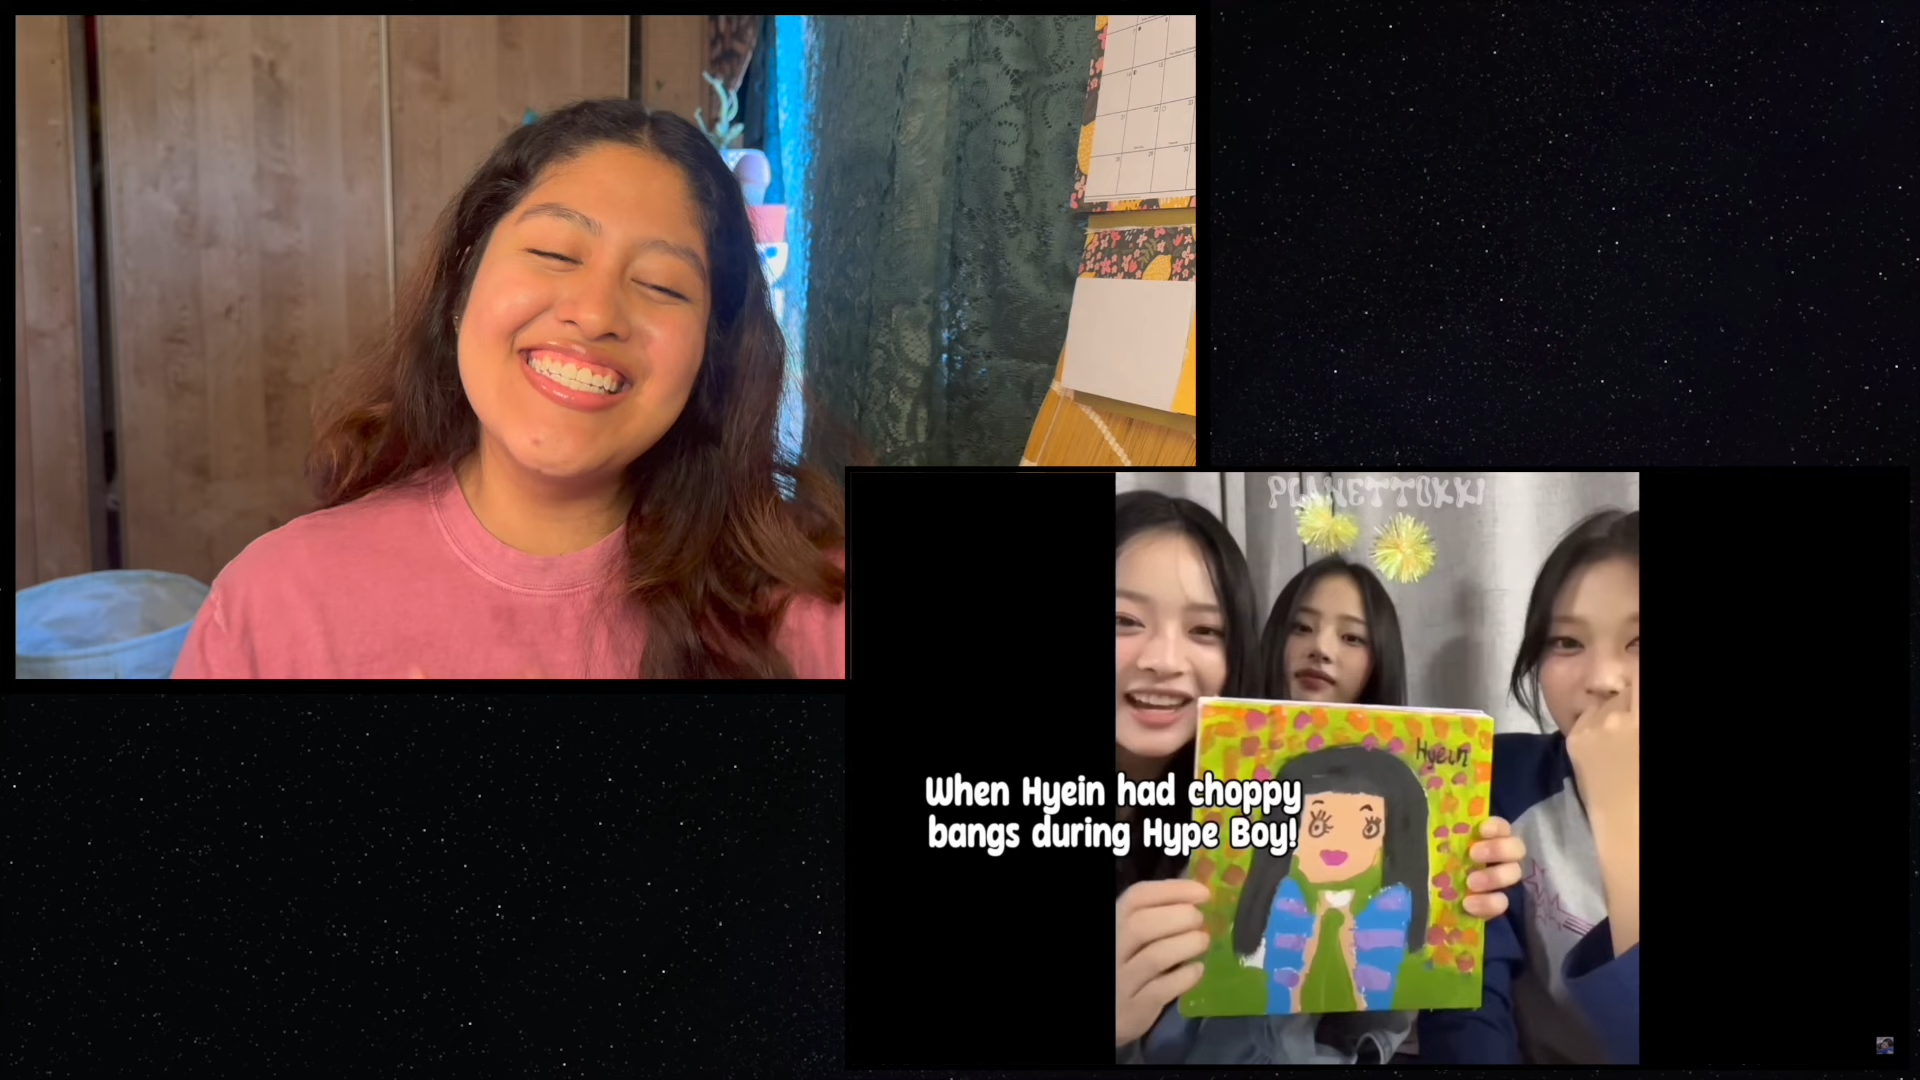 PLANETTOKKI
Hyein
When Hyein had choppy
bangs during Hype Boy!